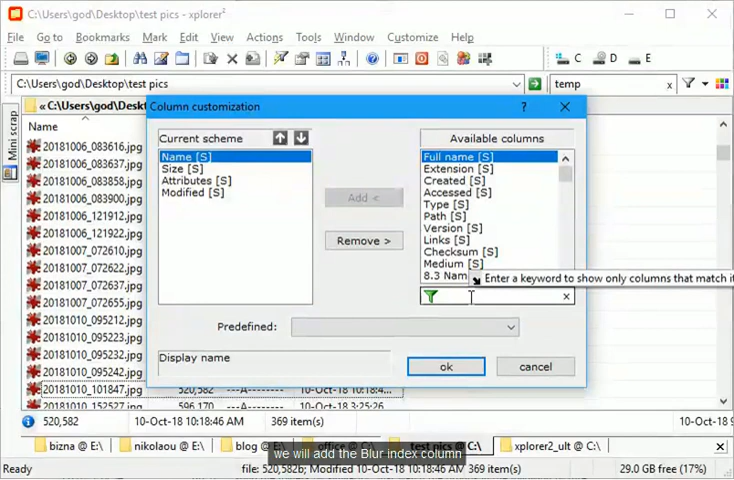 C:\Users\god\Desktop\test pics - xplorer²
File Go to Bookmarks Mark Edit View Actions Tools Window Customize Help
C D E
C:\Users\god\Desktop\test pics temp x
Mini scrap
« C:\Users\god\Desk
Name
20181006_083616.jpg
20181006_083637.jpg
20181006_083858.jpg
20181006_083900.jpg
20181006_121912.jpg
20181006_121922.jpg
20181007_072610.jpg
20181007_072622.jpg
20181007_072637.jpg
20181007_072655.jpg
20181010_095212.jpg
20181010_095223.jpg
20181010_095232.jpg
20181010_095242.jpg
20181010_101847.jpg 520,582 ---A-------- 10-Oct-18 10:18:4...
20181010_152527.jpg 596,170 ---A-------- 10-Oct-18 3:25:26
Column customization ?
Current scheme
Name [S]
Size [S]
Attributes [S]
Modified [S]
Add <
Remove >
Available columns
Full name [S]
Extension [S]
Created [S]
Accessed [S]
Type [S]
Path [S]
Version [S]
Links [S]
Checksum [S]
Medium [S]
8.3 Nam
Enter a keyword to show only columns that match i
Predefined:
Display name
ok cancel
520,582 10-Oct-18 10:18:46 AM 369 item(s) 10-Oct-18 9
bizna @ E:\ nikolaou @ E:\ blog @ E:\ office @ C:\ test pics @ C:\ xplorer2_ult @ C:\
we will add the Blur index column
Ready file: 520,582b; Modified 10-Oct-18 10:18:46 AM 369 item(s) 29.0 GB free (17%)